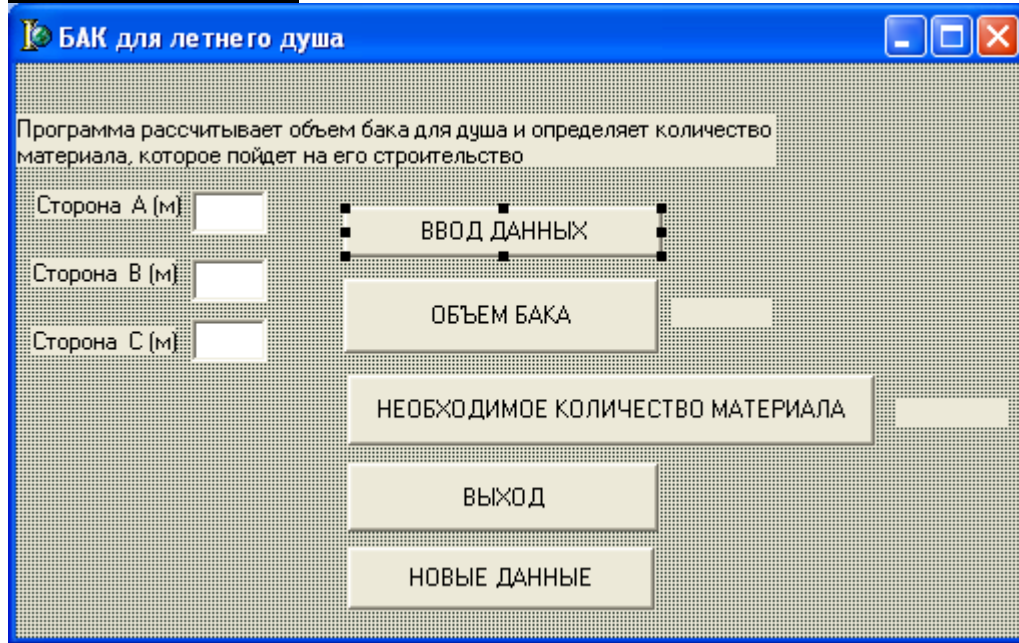 БАК для летнего душа
Программа рассчитывает объем бака для душа и определяет количество
материала, которое пойдет на его строительство
Сторона А (м)
ВВОД ДАННЫХ
Сторона В (м)
ОБЪЕМ БАКА
Сторона С (м)
НЕОБХОДИМОЕ КОЛИЧЕСТВО МАТЕРИАЛА
ВЫХОД
НОВЫЕ ДАННЫЕ